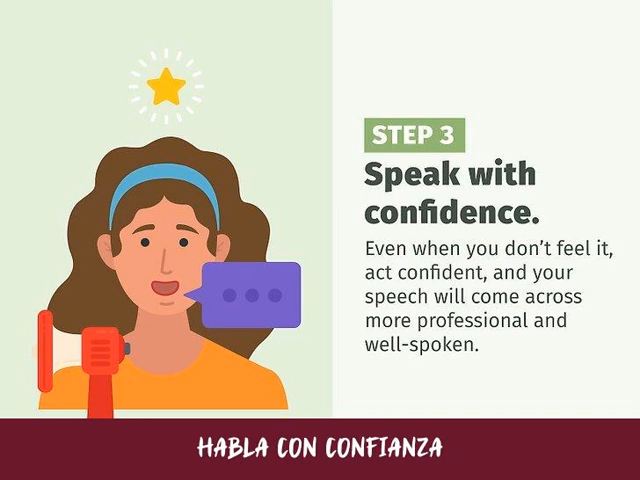 STEP 3
Speak with
confidence.
Even when you don't feel it,
act confident, and your
speech will come across
more professional and
well-spoken.
HABLA CON CONFIANZA